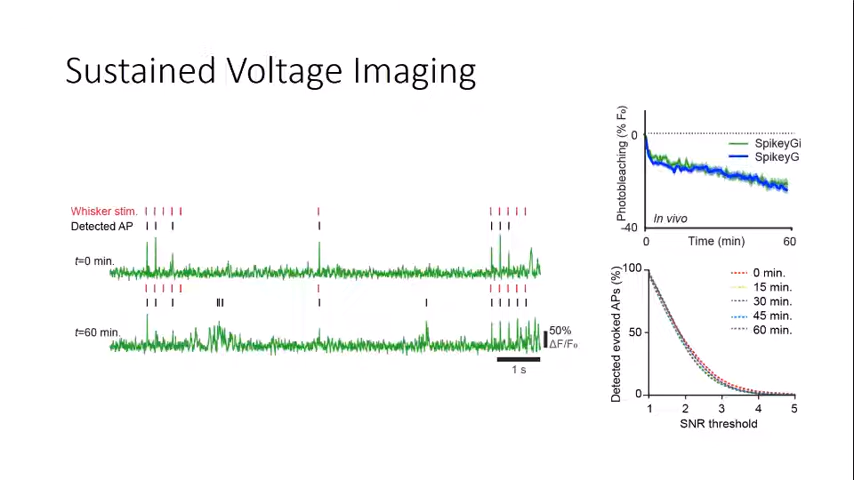 Sustained Voltage Imaging
Whisker stim.
Detected AP
t=0 min.
t=60 min.
50%
ΔF/F₀
1 s
Photobleaching (% F₀)
0
-40
SpikeyGi
SpikeyG
In vivo
0
Time (min)
60
Detected evoked APs (%)
100
50
0
0 min.
15 min.
30 min.
45 min.
60 min.
1 2 3 4 5
SNR threshold